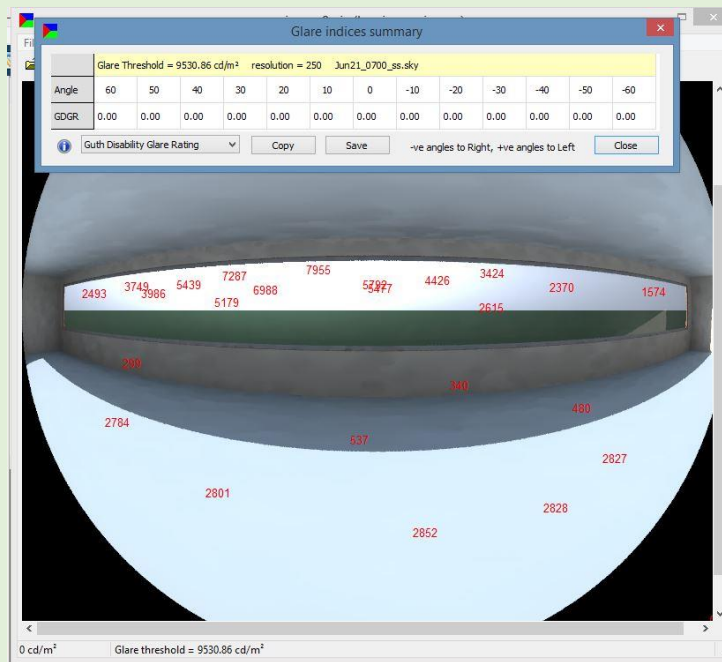 Glare indices summary
Glare Threshold = 9530.86 cd/m² resolution = 250 Jun21_0700_ss.sky
Angle 60 50 40 30 20 10 0 -10 -20 -30 -40 -50 -60
GDGR 0.00 0.00 0.00 0.00 0.00 0.00 0.00 0.00 0.00 0.00 0.00 0.00 0.00
Guth Disability Glare Rating Copy Save -ve angles to Right, +ve angles to Left Close
7955
7287 3424
5439 4426
3749 2370
2493 3986 6988 5477 1574
5179 2615
298
340
480
2784
537
2827
2801
2828
2852
0 cd/m² Glare threshold = 9530.86 cd/m²